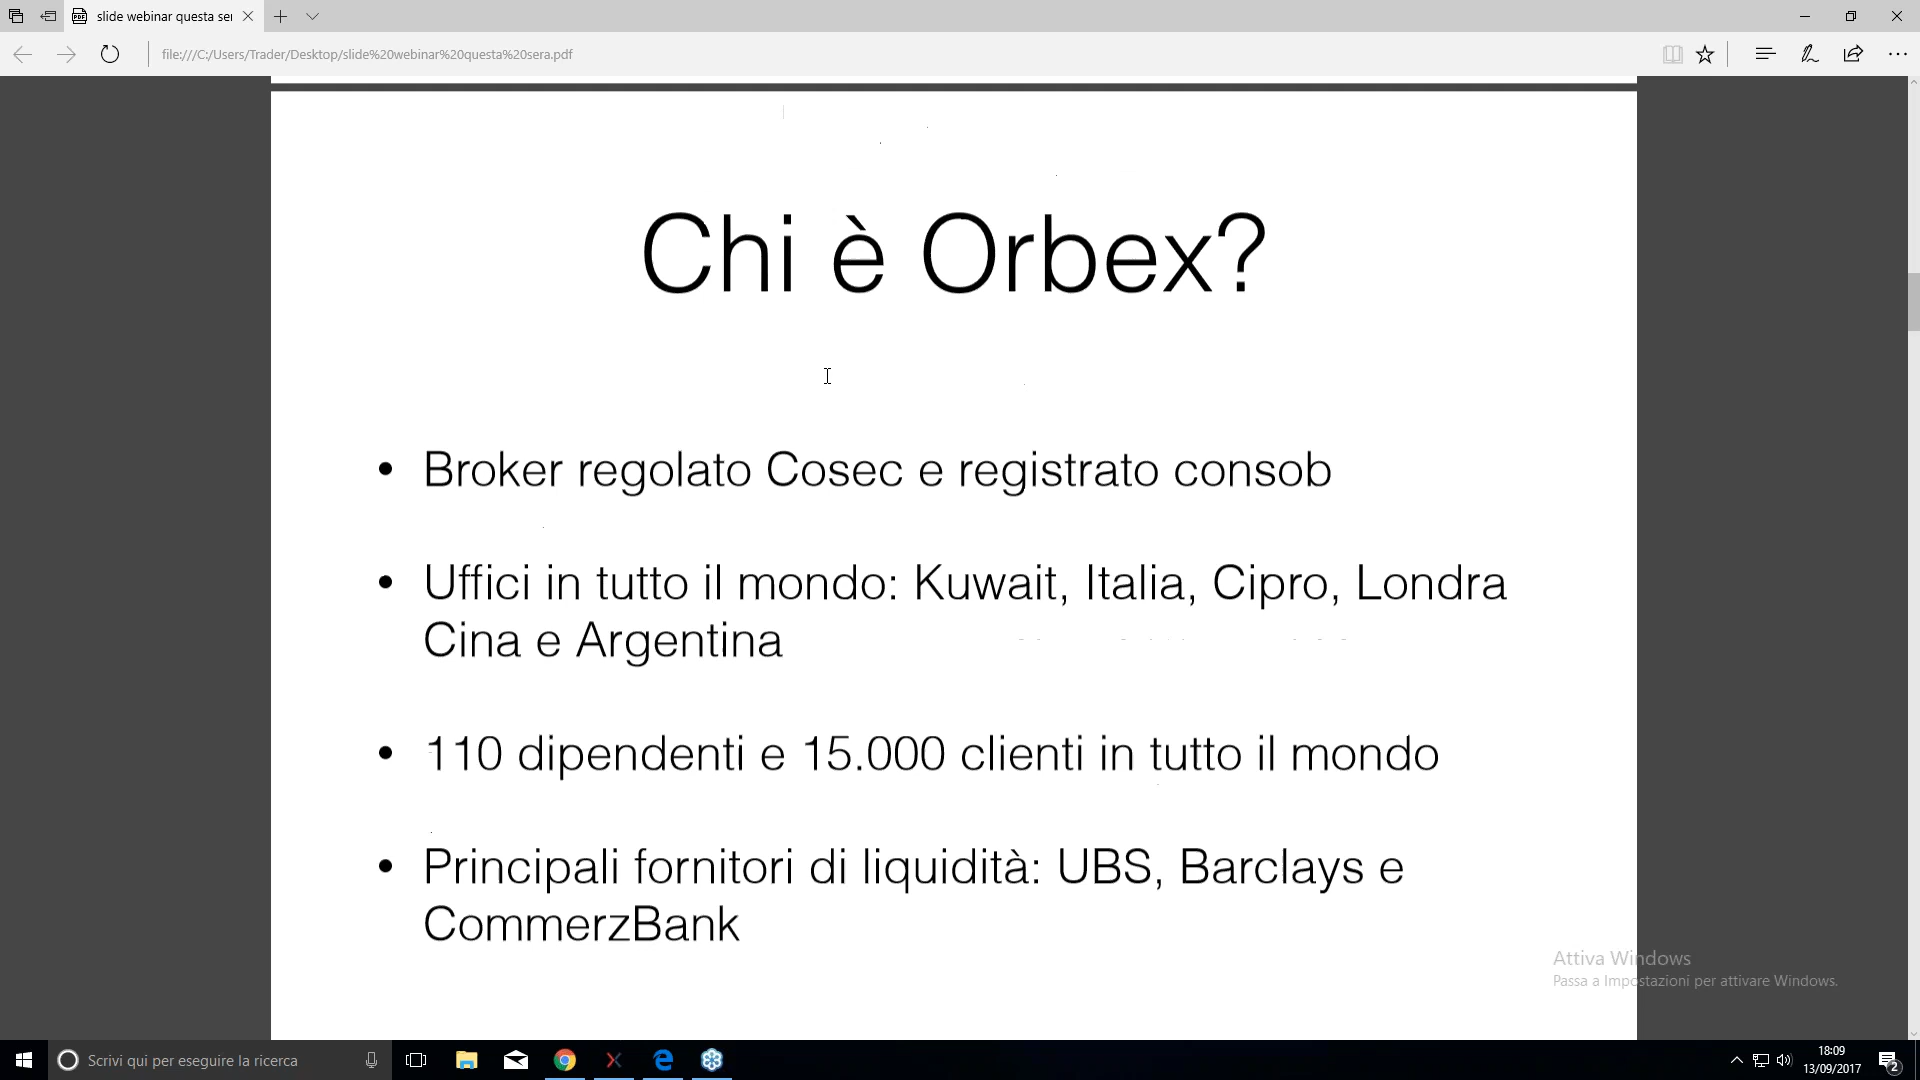 slide webinar questa ser
file:///C:/Users/Trader/Desktop/slide%20webinar%20questa%20sera.pdf
Chi è Orbex?
• Broker regolato Cosec e registrato consob
• Uffici in tutto il mondo: Kuwait, Italia, Cipro, Londra
Cina e Argentina
• 110 dipendenti e 15.000 clienti in tutto il mondo
• Principali fornitori di liquidità: UBS, Barclays e
CommerzBank
Attiva Windows
Passa a Impostazioni per attivare Windows.
Scrivi qui per eseguire la ricerca
18:09
13/09/2017
2